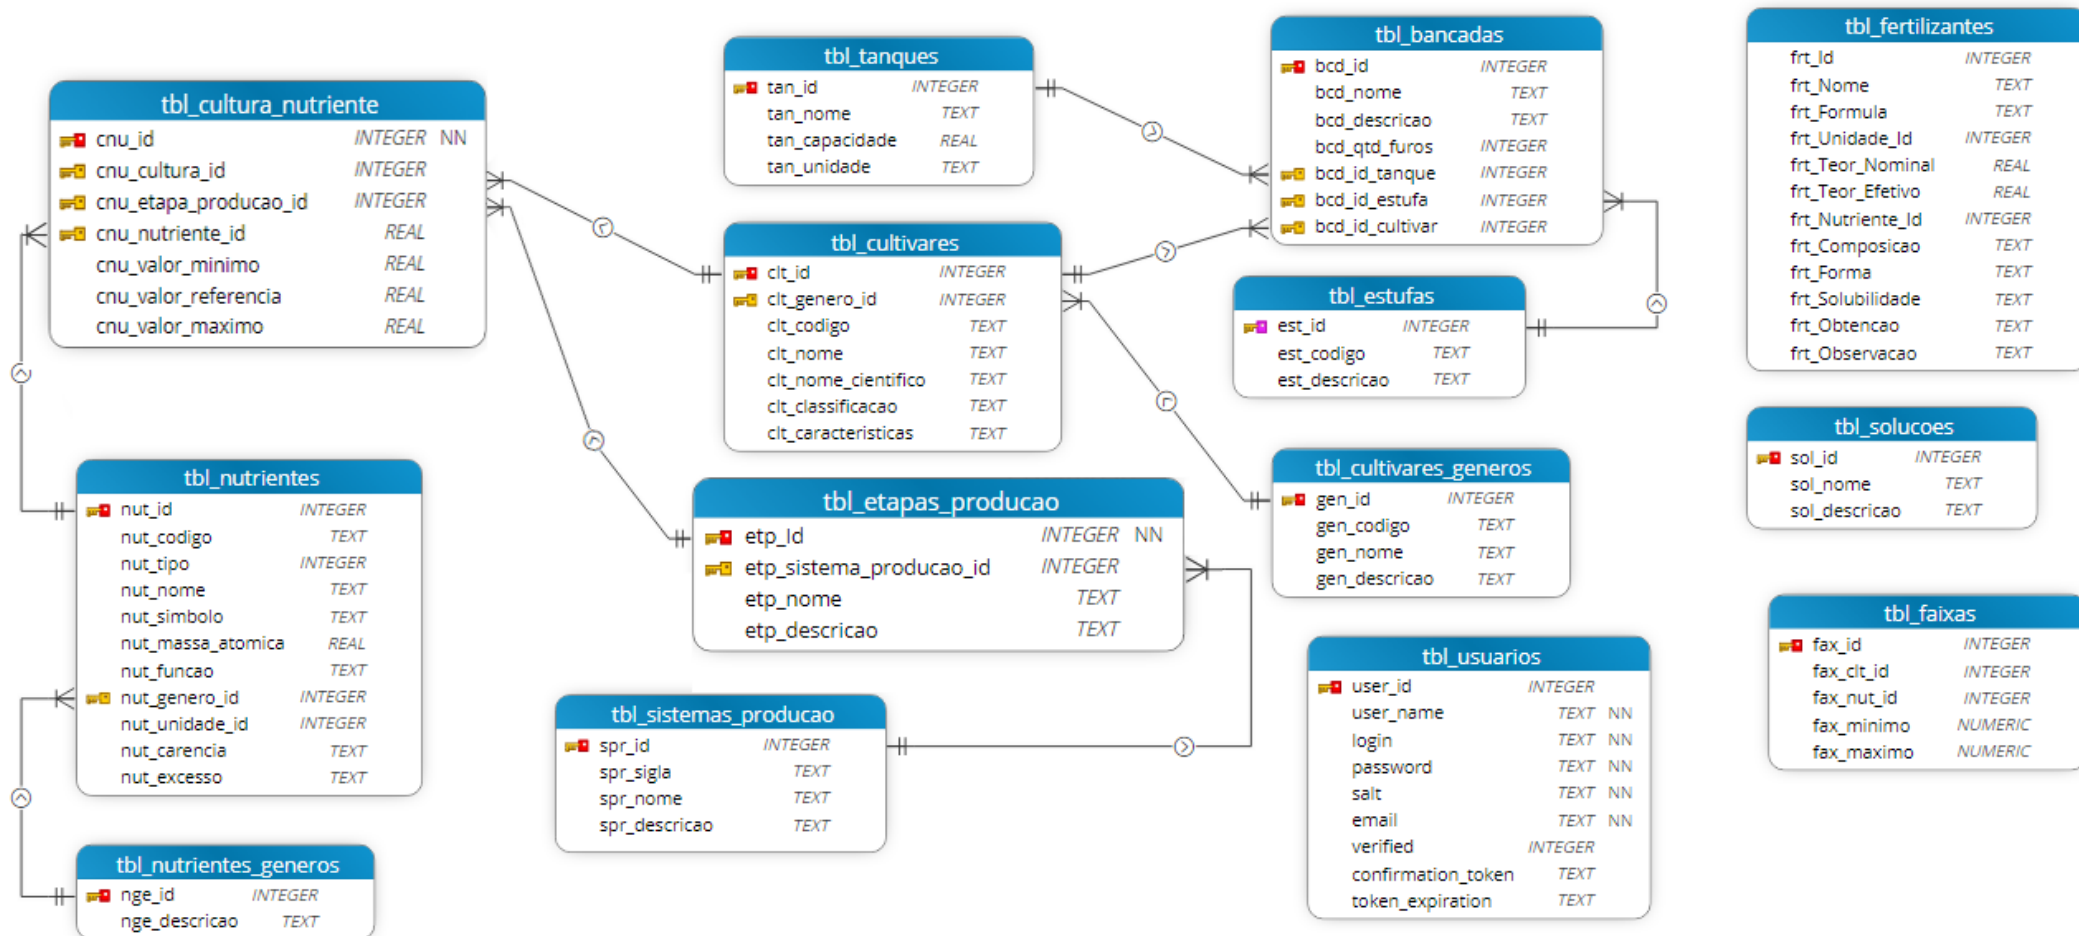 tbl_cultura_nutriente
cnu_id INTEGER NN
cnu_cultura_id INTEGER
cnu_etapa_producao_id INTEGER
cnu_nutriente_id REAL
cnu_valor_minimo REAL
cnu_valor_referencia REAL
cnu_valor_maximo REAL
tbl_tanques
tan_id INTEGER
tan_nome TEXT
tan_capacidade REAL
tan_unidade TEXT
tbl_bancadas
bcd_id INTEGER
bcd_nome TEXT
bcd_descricao TEXT
bcd_qtd_furos INTEGER
bcd_id_tanque INTEGER
bcd_id_estufa INTEGER
bcd_id_cultivar INTEGER
tbl_fertilizantes
frt_Id INTEGER
frt_Nome TEXT
frt_Formula TEXT
frt_Unidade_Id INTEGER
frt_Teor_Nominal REAL
frt_Teor_Efetivo REAL
frt_Nutriente_Id INTEGER
frt_Composicao TEXT
frt_Forma TEXT
frt_Solubilidade TEXT
frt_Obtencao TEXT
frt_Observacao TEXT
tbl_cultivares
clt_id INTEGER
clt_genero_id INTEGER
clt_codigo TEXT
clt_nome TEXT
clt_nome_cientifico TEXT
clt_classificacao TEXT
clt_caracteristicas TEXT
tbl_estufas
est_id INTEGER
est_codigo TEXT
est_descricao TEXT
tbl_solucoes
sol_id INTEGER
sol_nome TEXT
sol_descricao TEXT
tbl_nutrientes
nut_id INTEGER
nut_codigo TEXT
nut_tipo INTEGER
nut_nome TEXT
nut_simbolo TEXT
nut_massa_atomica REAL
nut_funcao TEXT
nut_genero_id INTEGER
nut_unidade_id INTEGER
nut_carencia TEXT
nut_excesso TEXT
tbl_etapas_producao
etp_Id INTEGER NN
etp_sistema_producao_id INTEGER
etp_nome TEXT
etp_descricao TEXT
tbl_cultivares_generos
gen_id INTEGER
gen_codigo TEXT
gen_nome TEXT
gen_descricao TEXT
tbl_faixas
fax_id INTEGER
fax_clt_id INTEGER
fax_nut_id INTEGER
fax_minimo NUMERIC
fax_maximo NUMERIC
tbl_usuarios
user_id INTEGER
user_name TEXT NN
login TEXT NN
password TEXT NN
salt TEXT NN
email TEXT NN
verified INTEGER
confirmation_token TEXT
token_expiration TEXT
tbl_sistemas_producao
spr_id INTEGER
spr_sigla TEXT
spr_nome TEXT
spr_descricao TEXT
tbl_nutrientes_generos
nge_id INTEGER
nge_descricao TEXT